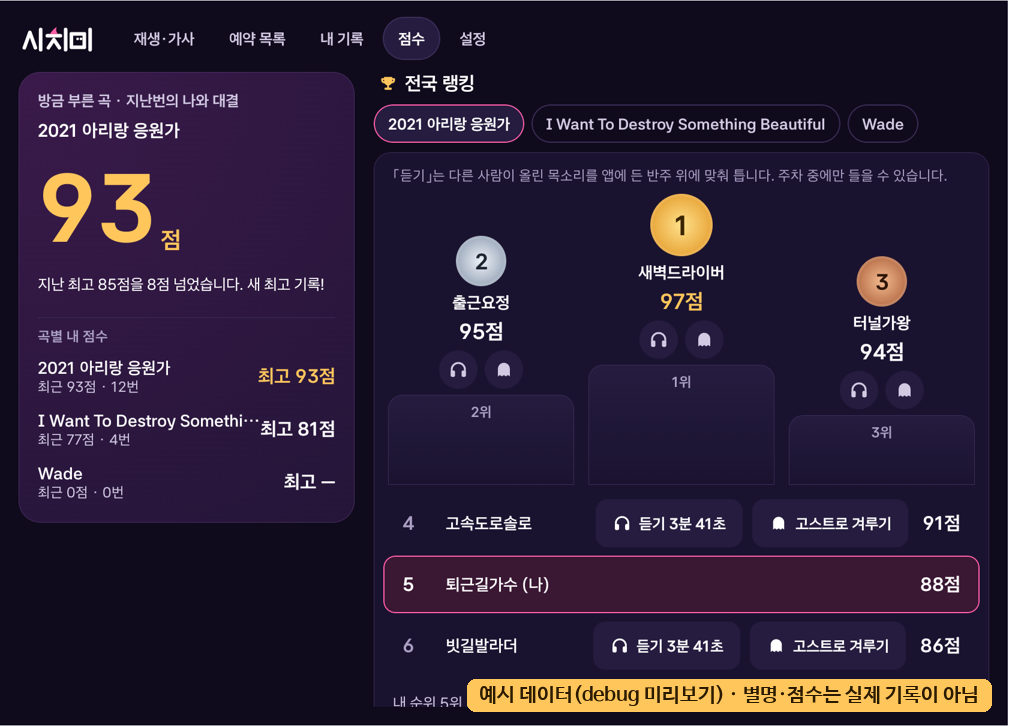 시치미
재생·가사
예약 목록
내 기록
점수
설정
방금 부른 곡 · 지난번의 나와 대결
2021 아리랑 응원가
93점
지난 최고 85점을 8점 넘었습니다. 새 최고 기록!
곡별 내 점수
2021 아리랑 응원가
최근 93점 · 12번
최고 93점
I Want To Destroy Somethi···
최근 77점 · 4번
최고 81점
Wade
최근 0점 · 0번
최고 —
전국 랭킹
2021 아리랑 응원가
I Want To Destroy Something Beautiful
Wade
「듣기」는 다른 사람이 올린 목소리를 앱에 든 반주 위에 맞춰 틉니다. 주차 중에만 들을 수 있습니다.
2
출근요정
95점
2위
1
새벽드라이버
97점
1위
3
터널가왕
94점
3위
4 고속도로솔로 듣기 3분 41초 고스트로 겨루기 91점
5 퇴근길가수 (나) 88점
6 빗길발라더 듣기 3분 41초 고스트로 겨루기 86점
내 순위 5위
예시 데이터(debug 미리보기) · 별명·점수는 실제 기록이 아님